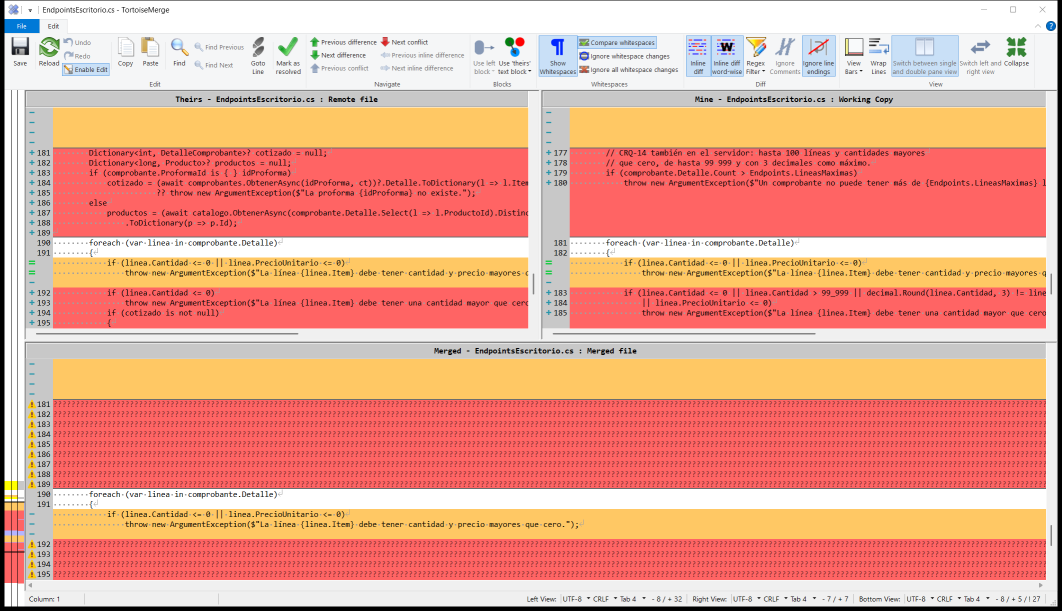 EndpointsEscritorio.cs - TortoiseMerge
File
Edit
Save
Reload
Undo
Redo
Enable Edit
Copy
Paste
Find
Find Previous
Find Next
Goto Line
Mark as resolved
Edit
Previous difference
Next difference
Previous conflict
Next conflict
Previous inline difference
Next inline difference
Navigate
Use left block
Use 'theirs' text block
Blocks
Show Whitespaces
Compare whitespaces
Ignore whitespace changes
Ignore all whitespace changes
Whitespaces
Inline diff
Inline diff word-wise
Regex Filter
Ignore Comments
Ignore line endings
Diff
View Bars
Wrap Lines
Switch between single and double pane view
Switch left and right view
Collapse
View
Theirs - EndpointsEscritorio.cs : Remote file
181 Dictionary<int, DetalleComprobante>? cotizado = null;
182 Dictionary<long, Producto>? productos = null;
183 if (comprobante.ProformaId is { } idProforma)
184 cotizado = (await comprobantes.ObtenerAsync(idProforma, ct))?.Detalle.ToDictionary(l => l.Item
185 ?? throw new ArgumentException($"La proforma {idProforma} no existe.");
186 else
187 productos = (await catalogo.ObtenerAsync(comprobante.Detalle.Select(l => l.ProductoId).Distinc
188 .ToDictionary(p => p.Id);
189
190 foreach (var linea in comprobante.Detalle)
191 {
if (linea.Cantidad <= 0 || linea.PrecioUnitario <= 0)
throw new ArgumentException($"La línea {linea.Item} debe tener cantidad y precio mayores q
192 if (linea.Cantidad <= 0)
193 throw new ArgumentException($"La línea {linea.Item} debe tener una cantidad mayor que cero
194 if (cotizado is not null)
195 {
Mine - EndpointsEscritorio.cs : Working Copy
177 // CRQ-14 también en el servidor: hasta 100 líneas y cantidades mayores
178 // que cero, de hasta 99 999 y con 3 decimales como máximo.
179 if (comprobante.Detalle.Count > Endpoints.LineasMaximas)
180 throw new ArgumentException($"Un comprobante no puede tener más de {Endpoints.LineasMaximas} l
181 foreach (var linea in comprobante.Detalle)
182 {
if (linea.Cantidad <= 0 || linea.PrecioUnitario <= 0)
throw new ArgumentException($"La línea {linea.Item} debe tener cantidad y precio mayores q
183 if (linea.Cantidad <= 0 || linea.Cantidad > 99_999 || decimal.Round(linea.Cantidad, 3) != line
184 || linea.PrecioUnitario <= 0)
185 throw new ArgumentException($"La línea {linea.Item} debe tener una cantidad mayor que cero
Merged - EndpointsEscritorio.cs : Merged file
181
182
183
184
185
186
187
188
189
190 foreach (var linea in comprobante.Detalle)
191 {
if (linea.Cantidad <= 0 || linea.PrecioUnitario <= 0)
throw new ArgumentException($"La línea {linea.Item} debe tener cantidad y precio mayores que cero.");
192
193
194
195
Column: 1
Left View: UTF-8 CRLF Tab 4 - 8 / + 32
Right View: UTF-8 CRLF Tab 4 - 7 / + 7
Bottom View: UTF-8 CRLF Tab 4 - 8 / + 5 / ! 27